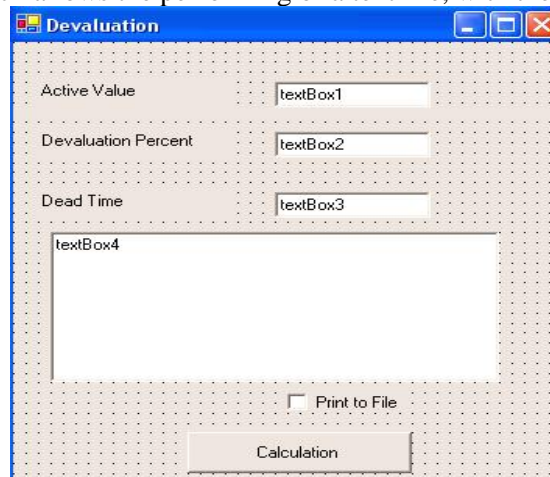 Devaluation
Active Value
textBox1
Devaluation Percent
textBox2
Dead Time
textBox3
textBox4
Print to File
Calculation